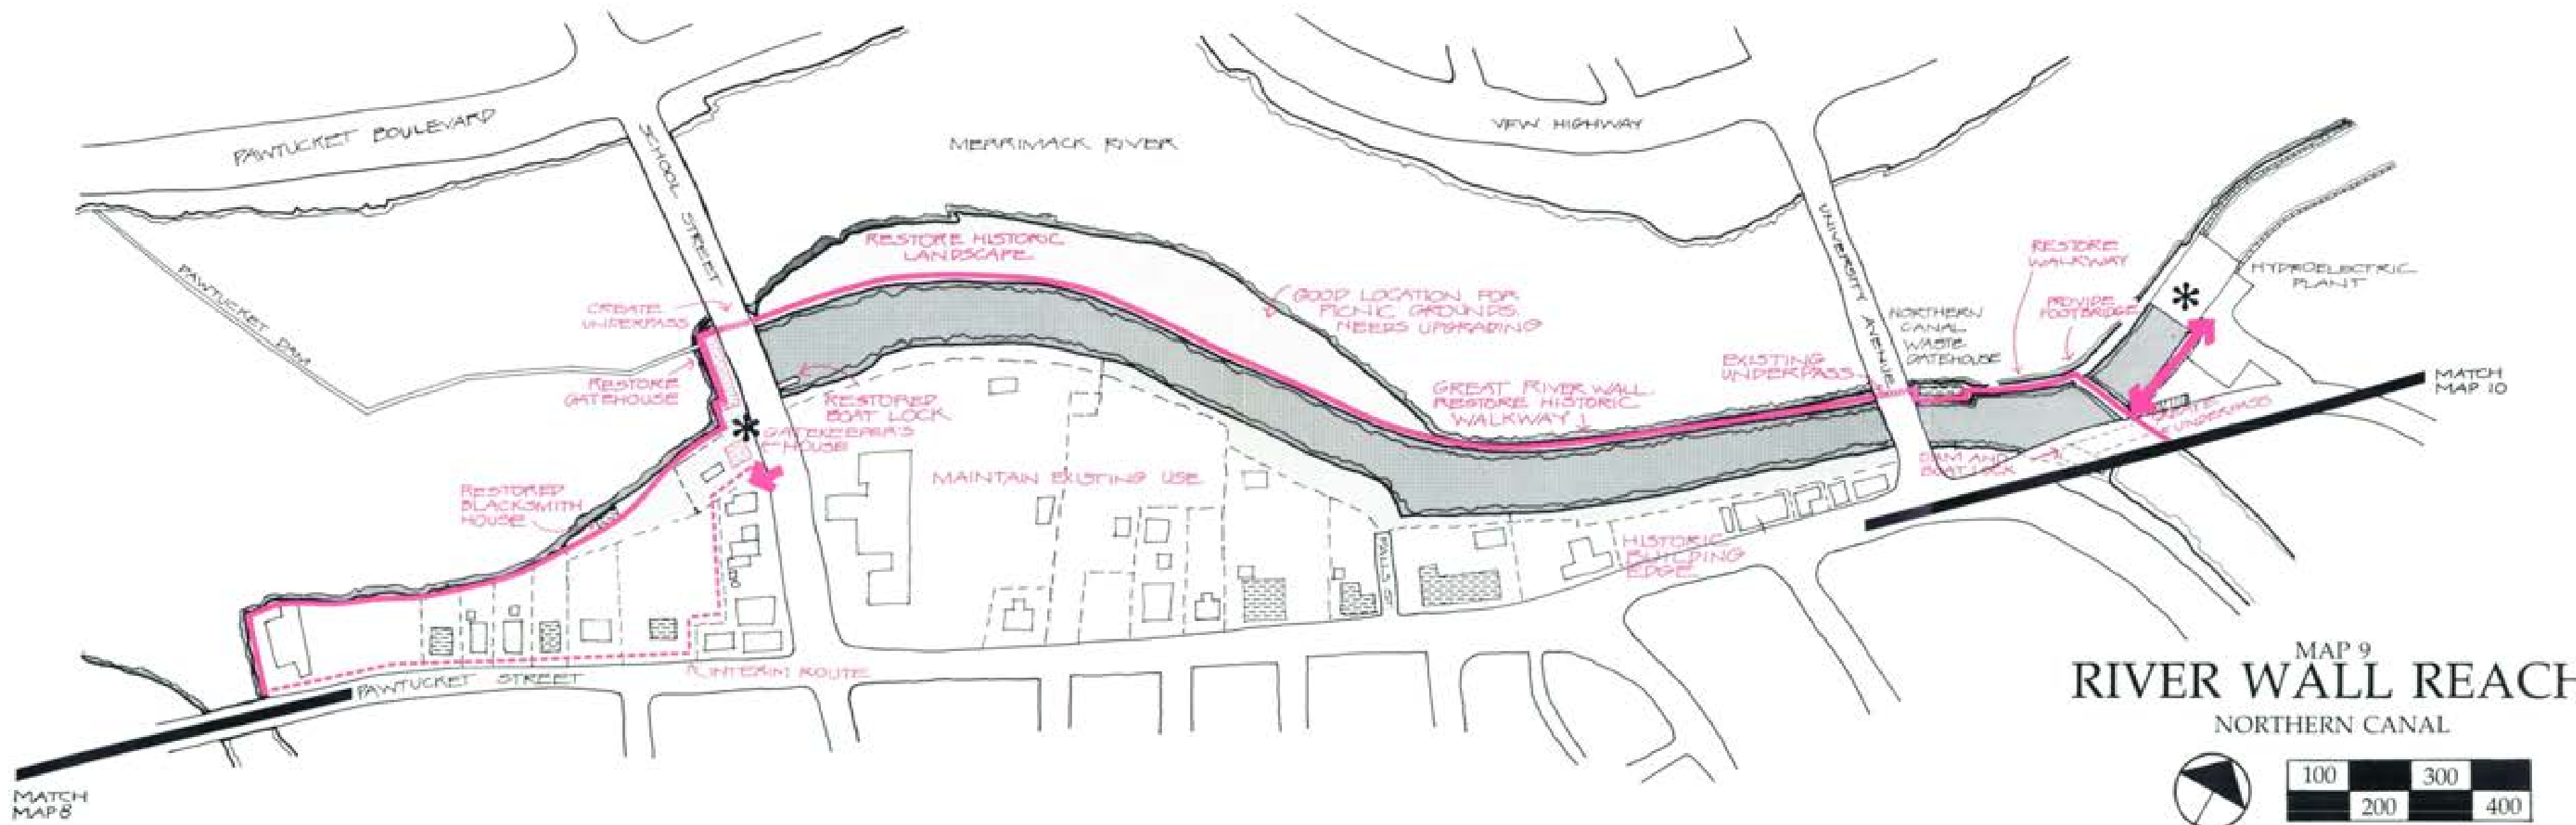 PAWTUCKET BOULEVARD
SCHOOL STREET
MERRIMACK RIVER
VFW HIGHWAY
UNIVERSITY AVENUE
PAWTUCKET DAM
RESTORE HISTORIC
LANDSCAPE
CREATE
UNDERPASS
GOOD LOCATION FOR
PICNIC GROUNDS.
NEEDS UPGRADING
NORTHERN
CANAL
WASTE
GATEHOUSE
RESTORE
WALKWAY
PROVIDE
FOOTBRIDGE
HYDROELECTRIC
PLANT
EXISTING
UNDERPASS
RESTORE
GATEHOUSE
RESTORED
BOAT LOCK
GREAT RIVER WALL.
RESTORE HISTORIC
WALKWAY
MATCH
MAP 10
CREATE
UNDERPASS
GATEKEEPER'S
HOUSE
DAM AND
BOAT LOCK
MAINTAIN EXISTING USE
RESTORED
BLACKSMITH
HOUSE
HISTORIC
BUILDING
EDGE
FALLS ST
INTERIM ROUTE
PAWTUCKET STREET
MATCH
MAP 8
MAP 9
RIVER WALL REACH
NORTHERN CANAL
100 300
200 400